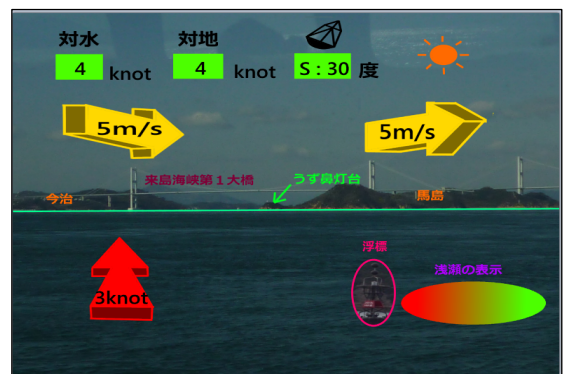 対水
対地
4 knot
4 knot
S:30 度
5m/s
5m/s
来島海峡第1大橋
うず鼻灯台
今治
馬島
浮標
浅瀬の表示
3knot